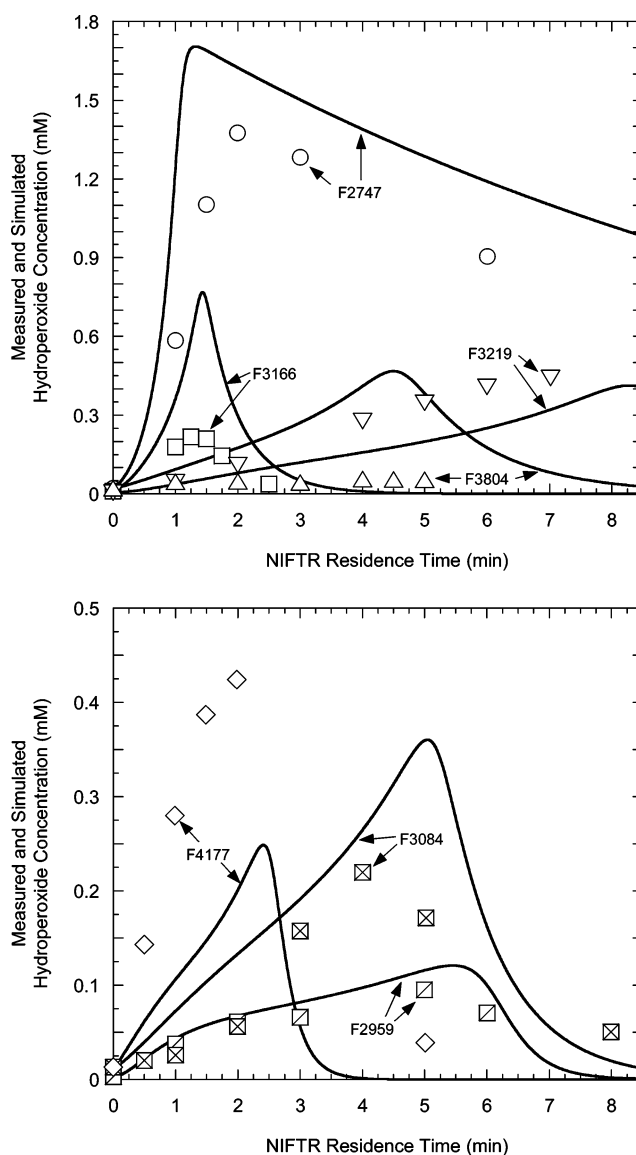 Measured and Simulated
Hydroperoxide Concentration (mM)
1.8
1.5
1.2
0.9
0.6
0.3
0
F2747
F3166
F3219
F3804
0 1 2 3 4 5 6 7 8
NIFTR Residence Time (min)
Measured and Simulated
Hydroperoxide Concentration (mM)
0.5
0.4
0.3
0.2
0.1
0
F4177
F3084
F2959
0 1 2 3 4 5 6 7 8
NIFTR Residence Time (min)